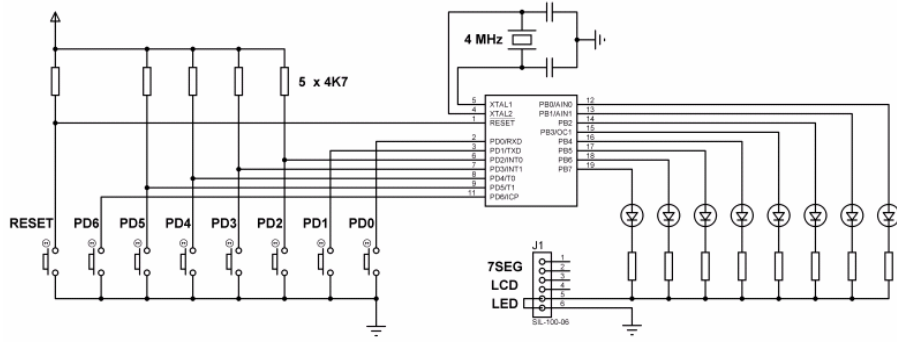 4 MHz
5 x 4K7
5 XTAL1 PB0/AIN0 12
4 XTAL2 PB1/AIN1 13
1 RESET PB2 14
PB3/OC1 15
2 PD0/RXD PB4 16
3 PD1/TXD PB5 17
6 PD2/INT0 PB6 18
7 PD3/INT1 PB7 19
8 PD4/T0
9 PD5/T1
11 PD6/ICP
RESET PD6 PD5 PD4 PD3 PD2 PD1 PD0
J1
1
7SEG 2
3
LCD 4
5
LED 6
SIL-100-06